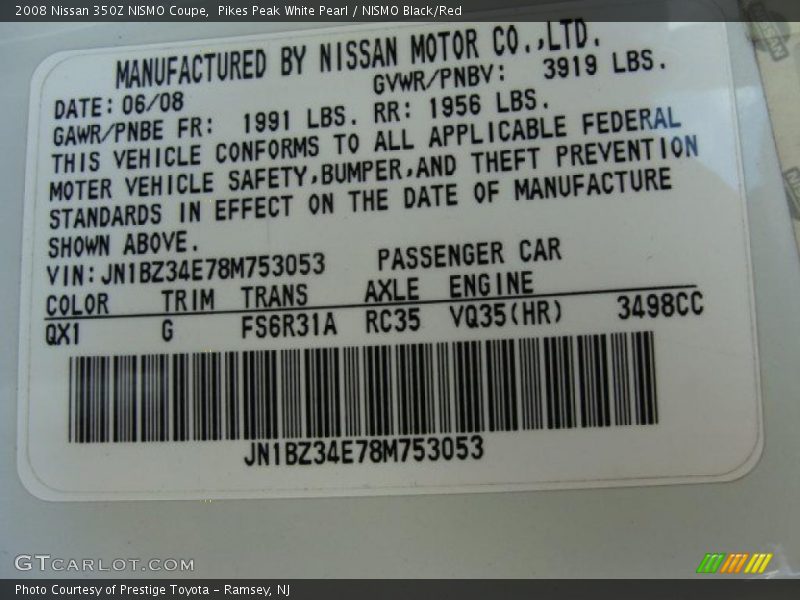 2008 Nissan 350Z NISMO Coupe,  Pikes Peak White Pearl / NISMO Black/Red
MANUFACTURED BY NISSAN MOTOR CO.,LTD.
DATE:06/08 GVWR/PNBV: 3919 LBS.
GAWR/PNBE FR: 1991 LBS. RR: 1956 LBS.
THIS VEHICLE CONFORMS TO ALL APPLICABLE FEDERAL
MOTER VEHICLE SAFETY,BUMPER,AND THEFT PREVENTION
STANDARDS IN EFFECT ON THE DATE OF MANUFACTURE
SHOWN ABOVE.
VIN:JN1BZ34E78M753053 PASSENGER CAR
COLOR TRIM TRANS AXLE ENGINE
QX1 G FS6R31A RC35 VQ35(HR) 3498CC
JN1BZ34E78M753053
GTCARLOT.COM
Photo Courtesy of Prestige Toyota - Ramsey, NJ